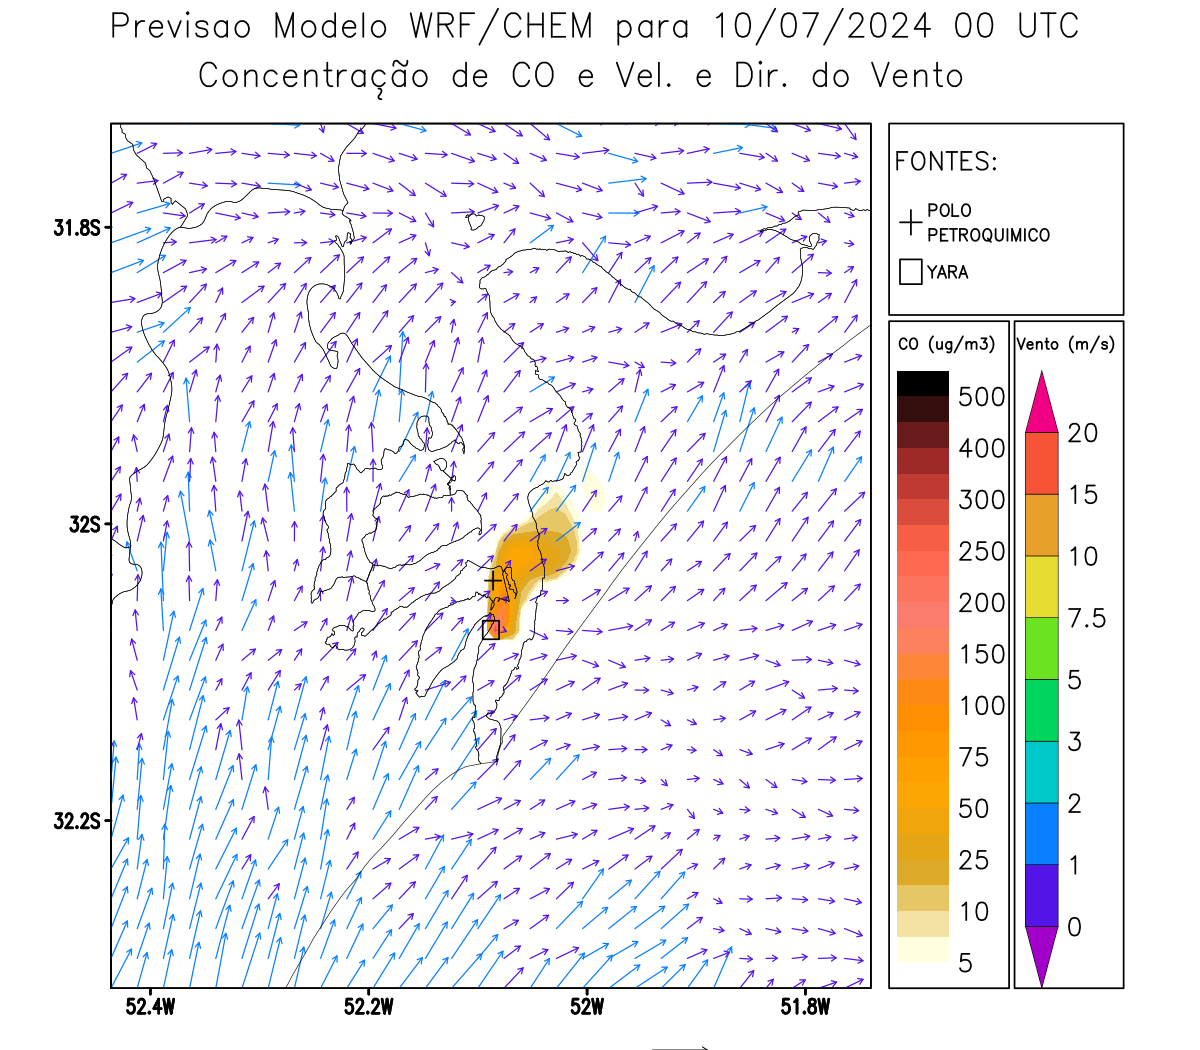 Previsao Modelo WRF/CHEM para 10/07/2024 00 UTC
Concentração de CO e Vel. e Dir. do Vento
FONTES:
POLO
PETROQUIMICO
YARA
CO (ug/m3)
500
400
300
250
200
150
100
75
50
25
10
5
Vento (m/s)
20
15
10
7.5
5
3
2
1
0
31.8S
32S
32.2S
52.4W
52.2W
52W
51.8W